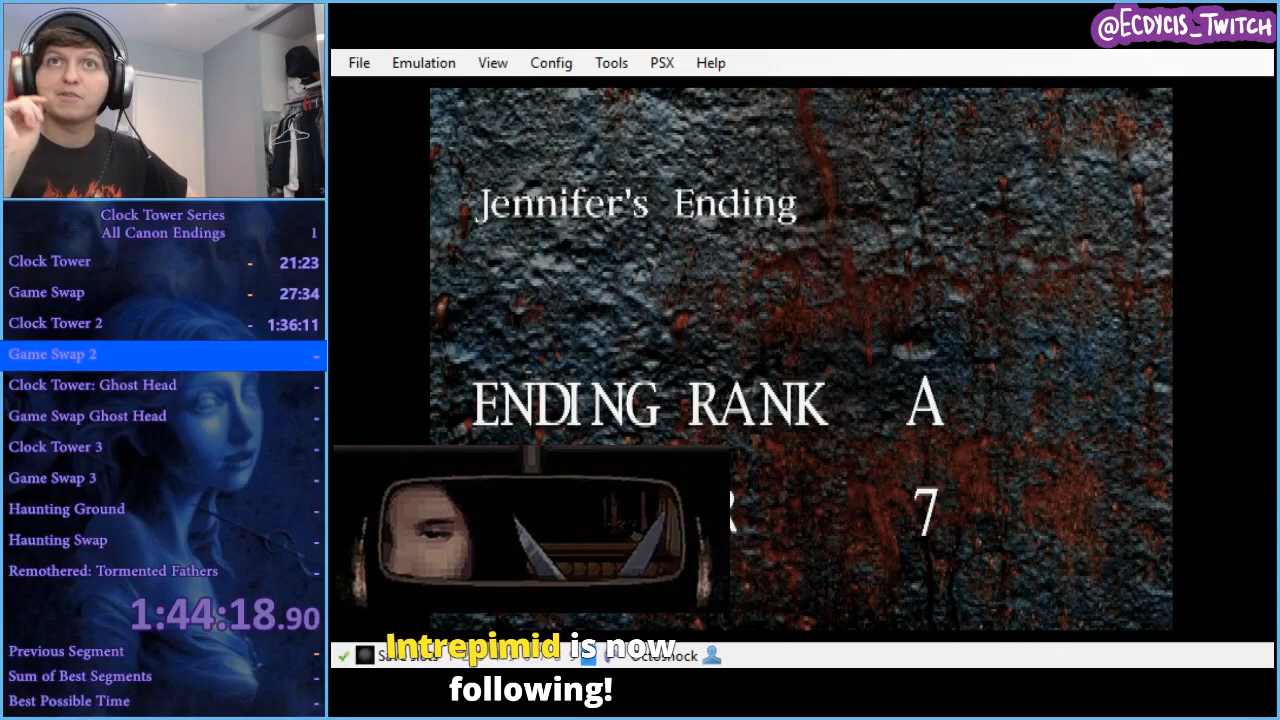 @ECDYCIS_TWITCH
File Emulation View Config Tools PSX Help
Jennifer's Ending
ENDING RANK A
7
Clock Tower Series
All Canon Endings 1
Clock Tower - 21:23
Game Swap - 27:34
Clock Tower 2 - 1:36:11
Game Swap 2 -
Clock Tower: Ghost Head -
Game Swap Ghost Head -
Clock Tower 3 -
Game Swap 3 -
Haunting Ground -
Haunting Swap -
Remothered: Tormented Fathers -
1:44:18.90
Previous Segment -
Sum of Best Segments -
Best Possible Time -
Intrepimid is now
following!